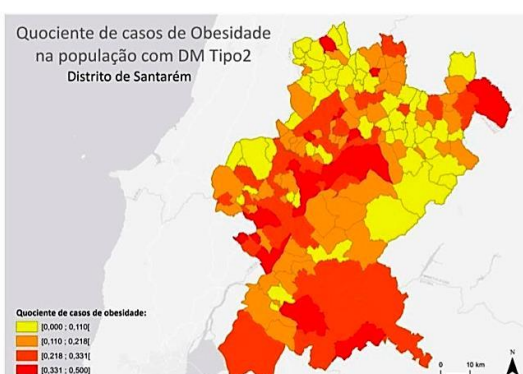 Quociente de casos de Obesidade
na população com DM Tipo2
Distrito de Santarém
Quociente de casos de obesidade:
[0,000 ; 0,110[
[0,110 ; 0,218[
[0,218 ; 0,331[
[0,331 ; 0,500]
0 10 km
N